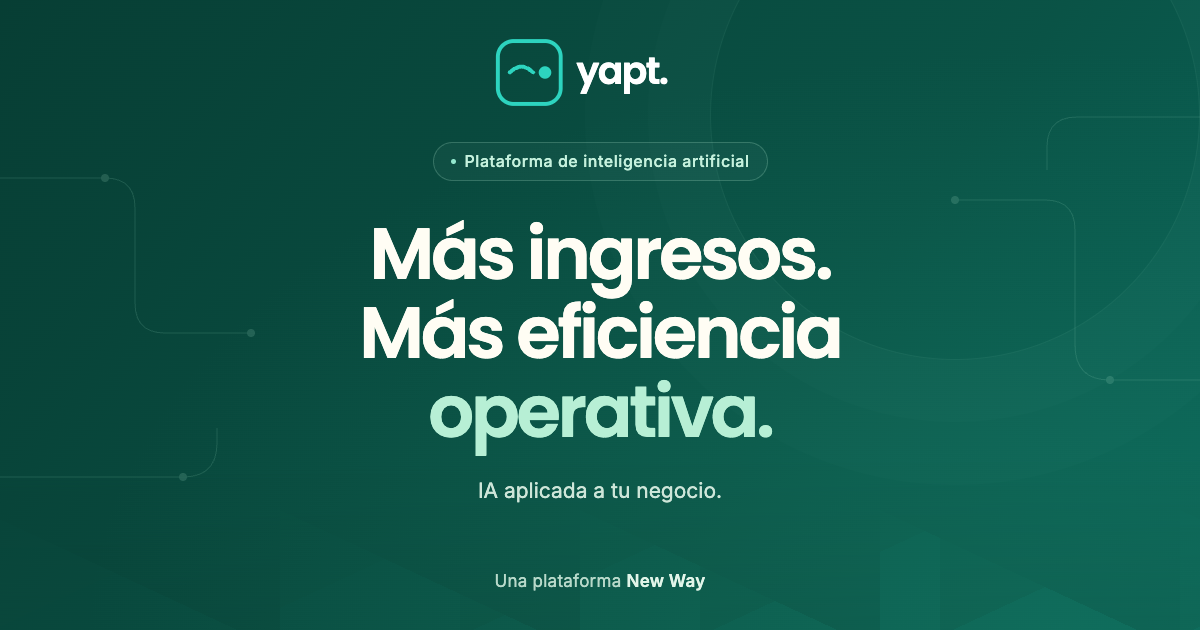 yapt.
• Plataforma de inteligencia artificial
Más ingresos.
Más eficiencia
operativa.
IA aplicada a tu negocio.
Una plataforma New Way